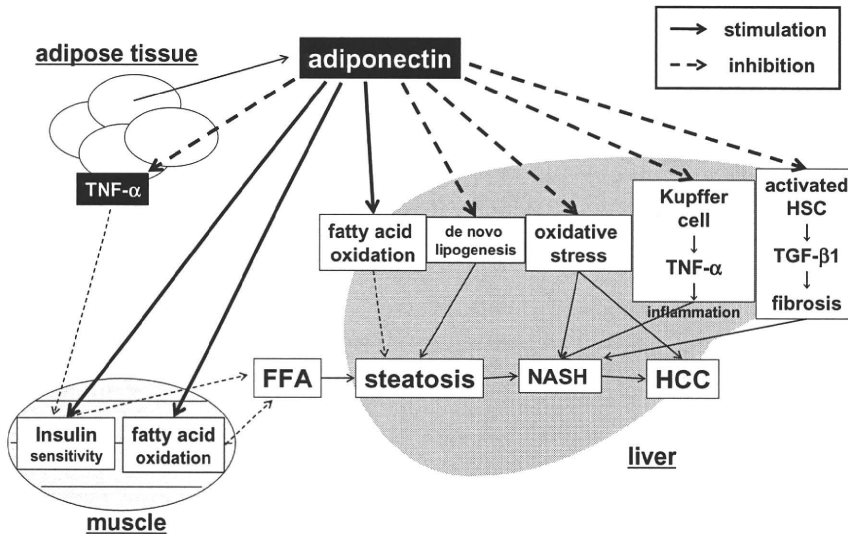 adipose tissue
adiponectin
stimulation
inhibition
TNF-α
fatty acid
oxidation
de novo
lipogenesis
oxidative
stress
Kupffer
cell
↓
TNF-α
↓
inflammation
activated
HSC
↓
TGF-β1
↓
fibrosis
FFA
steatosis
NASH
HCC
Insulin
sensitivity
fatty acid
oxidation
liver
muscle